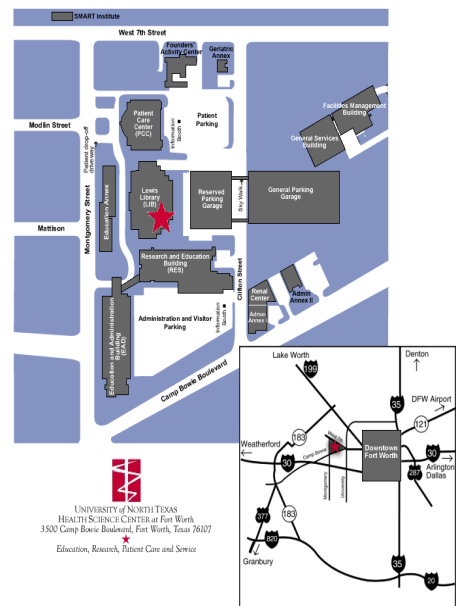 SMART Institute
West 7th Street
Founders'
Activity Center
Geriatric
Annex
Facilities Management
Building
General Services
Building
Patient
Care
Center
(PCC)
Patient
Parking
Information
Booth
Modlin Street
Patient drop-off
driveway
Montgomery Street
Education Annex
Lewis
Library
(LIB)
Reserved
Parking
Garage
Sky Walk
General Parking
Garage
Mattison
Research and Education
Building
(RES)
Clifton Street
Renal
Center
Admin
Annex II
Admin
Annex I
Education and Administration
Building
(EAD)
Administration and Visitor
Parking
Information
Booth
Camp Bowie Boulevard
Lake Worth
Denton
199
35
DFW Airport
121
183
West 7th
Weatherford
Camp Bowie
Downtown
Fort Worth
30
30
Arlington
Dallas
287
Montgomery
University
377
183
820
Granbury
35
20
UNIVERSITY of NORTH TEXAS
HEALTH SCIENCE CENTER at Fort Worth
3500 Camp Bowie Boulevard, Fort Worth, Texas 76107
Education, Research, Patient Care and Service